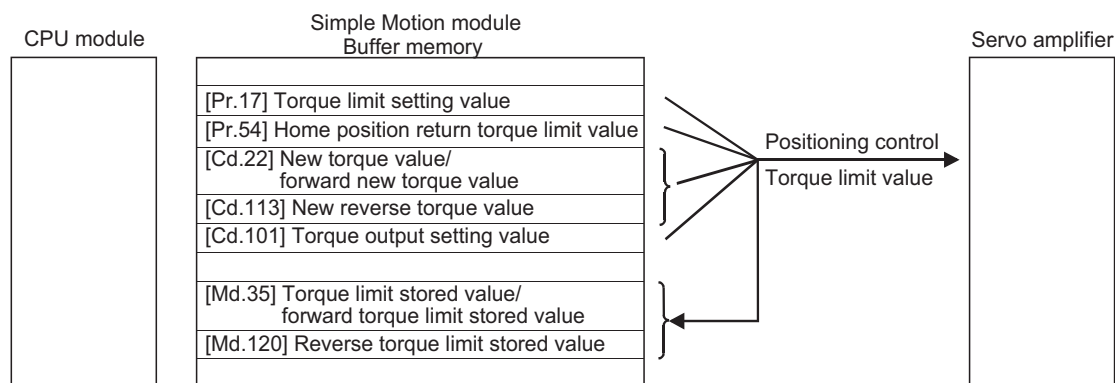 CPU module
Simple Motion module
Buffer memory
Servo amplifier
[Pr.17] Torque limit setting value
[Pr.54] Home position return torque limit value
[Cd.22] New torque value/
forward new torque value
[Cd.113] New reverse torque value
[Cd.101] Torque output setting value
[Md.35] Torque limit stored value/
forward torque limit stored value
[Md.120] Reverse torque limit stored value
Positioning control
Torque limit value